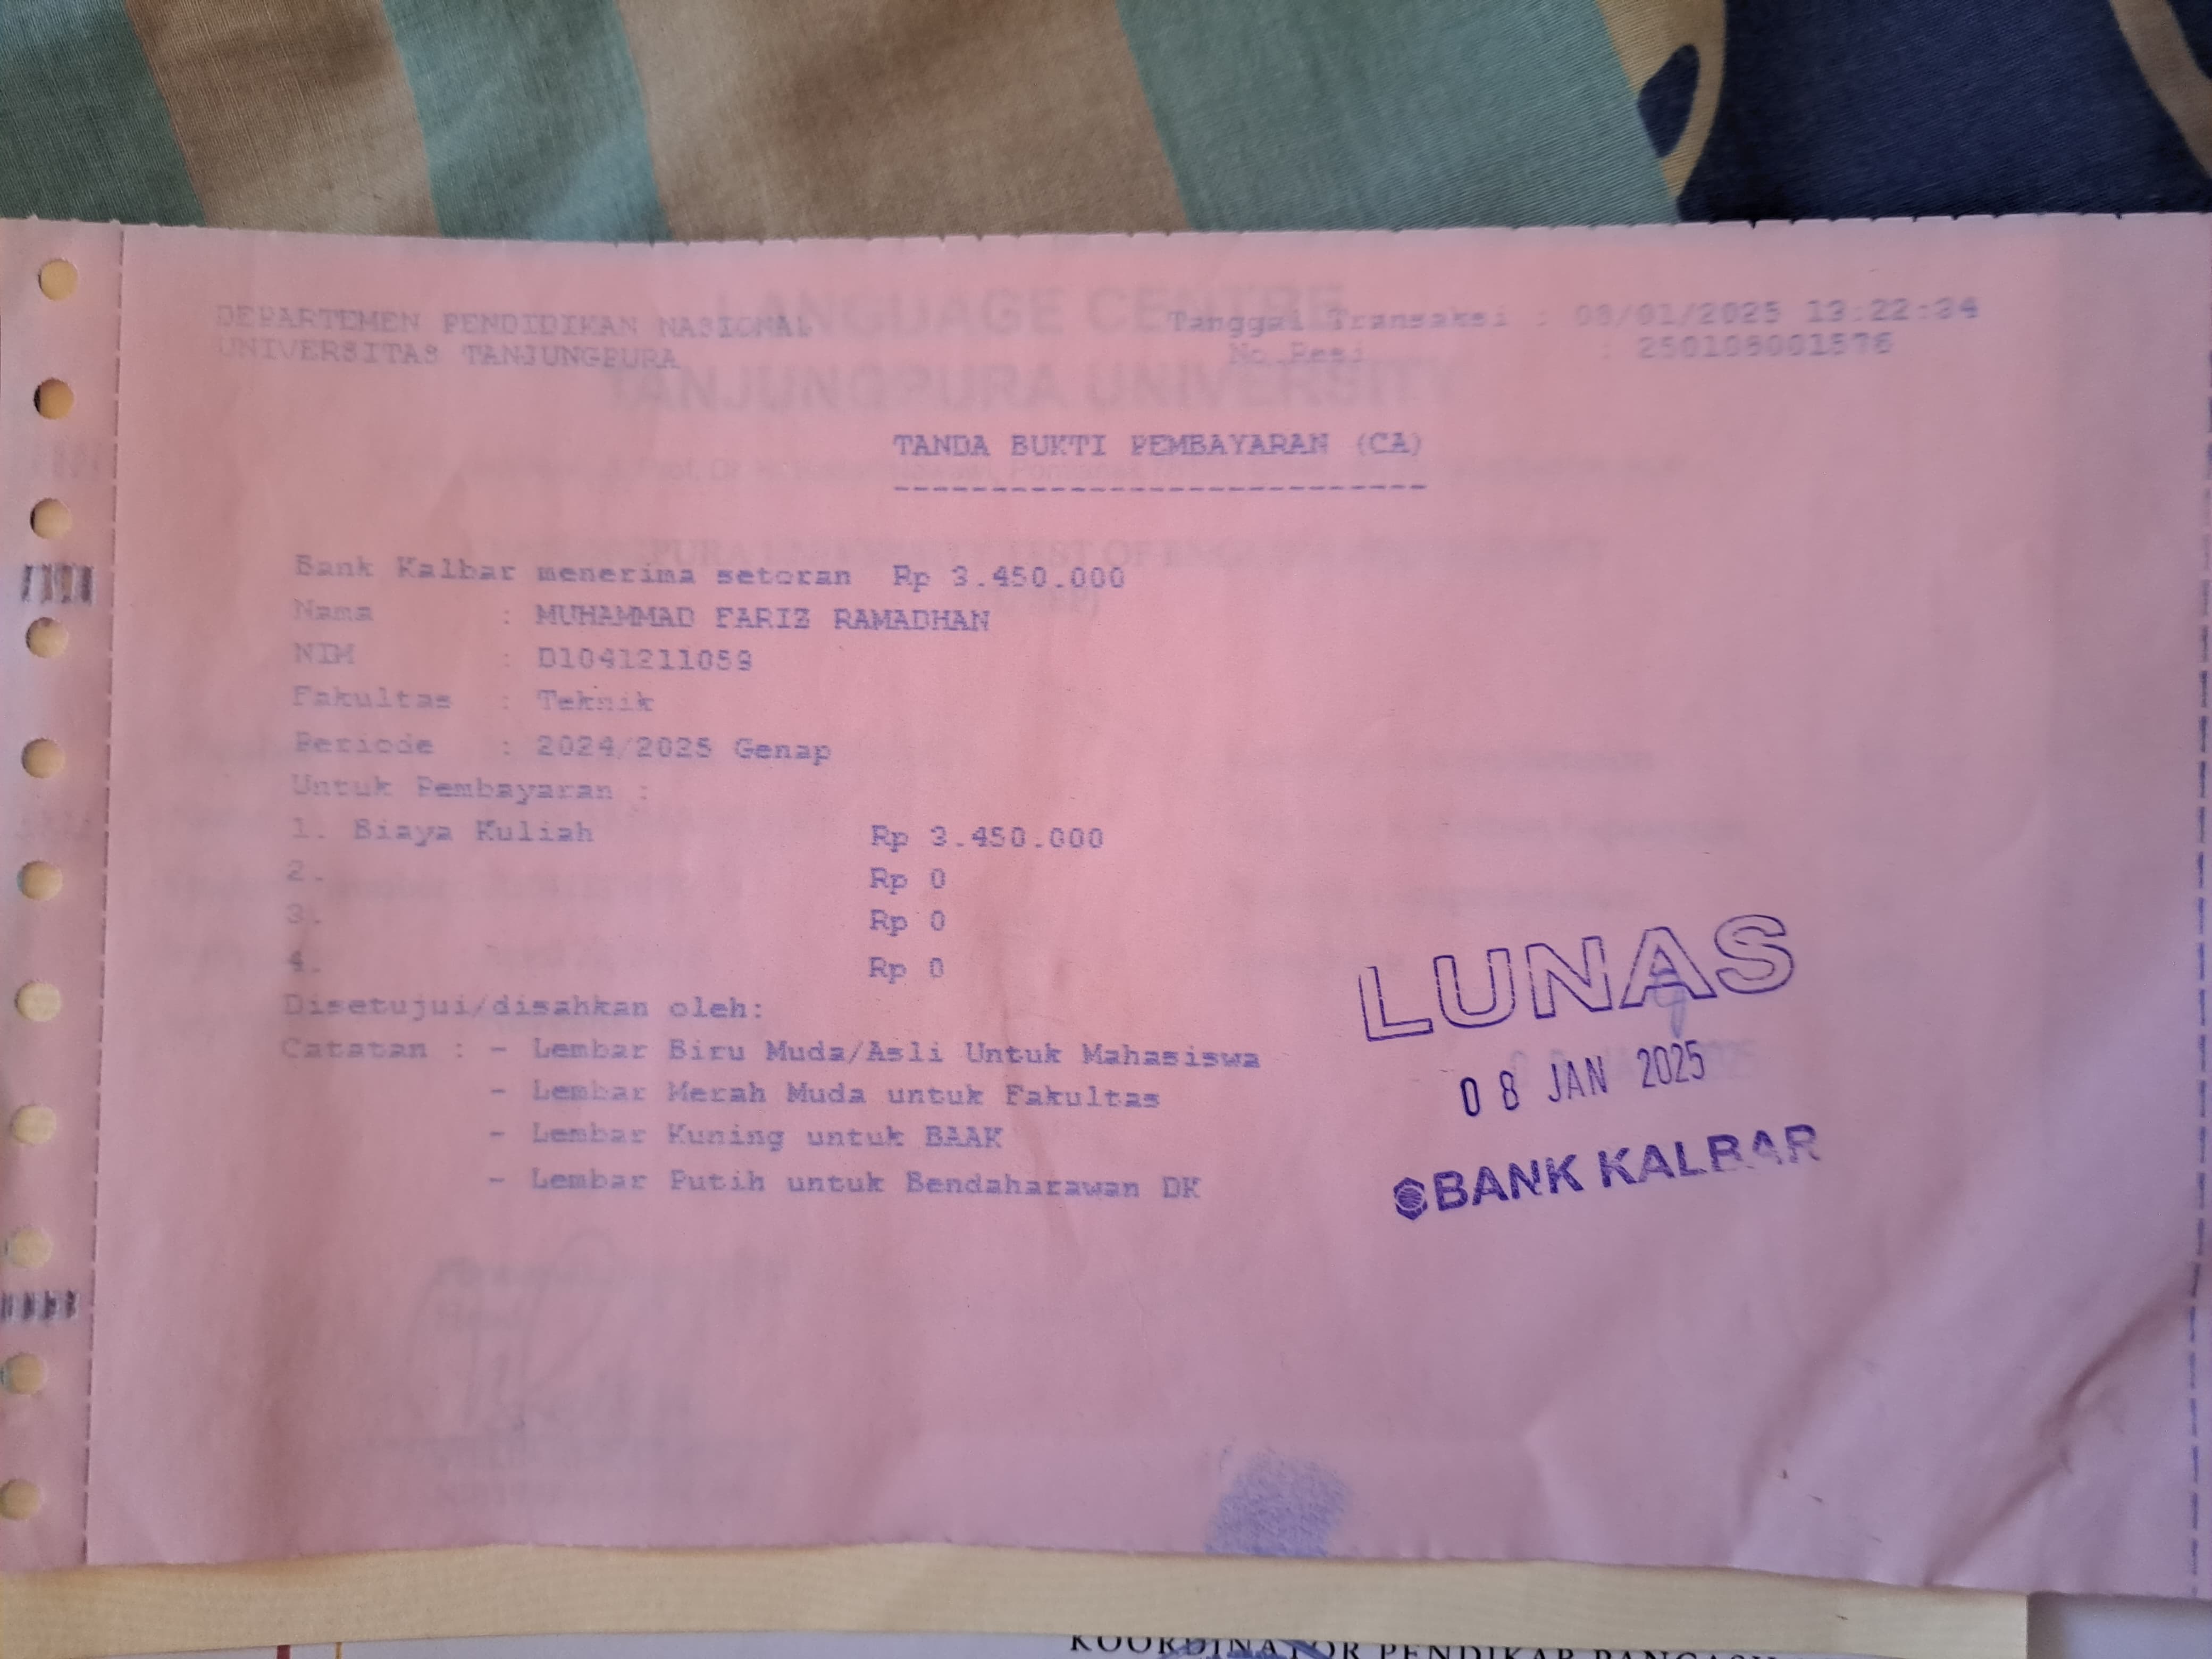 DEPARTEMEN PENDIDIKAN NASIONAL
UNIVERSITAS TANJUNGPURA
Tanggal Transaksi : 08/01/2025 13:22:34
No.Resi : 250108001576
LANGUAGE CENTRE
TANJUNGPURA UNIVERSITY
TANDA BUKTI PEMBAYARAN (CA)
Bank Kalbar menerima setoran Rp 3.450.000
Nama : MUHAMMAD FARIZ RAMADHAN
NIM : D1041211059
Fakultas : Teknik
Periode : 2024/2025 Genap
Untuk Pembayaran :
1. Biaya Kuliah Rp 3.450.000
2. Rp 0
3. Rp 0
4. Rp 0
Disetujui/disahkan oleh:
Catatan : - Lembar Biru Muda/Asli Untuk Mahasiswa
- Lembar Merah Muda untuk Fakultas
- Lembar Kuning untuk BAAK
- Lembar Putih untuk Bendaharawan DK
LUNAS
08 JAN 2025
BANK KALBAR
KOORDINATOR